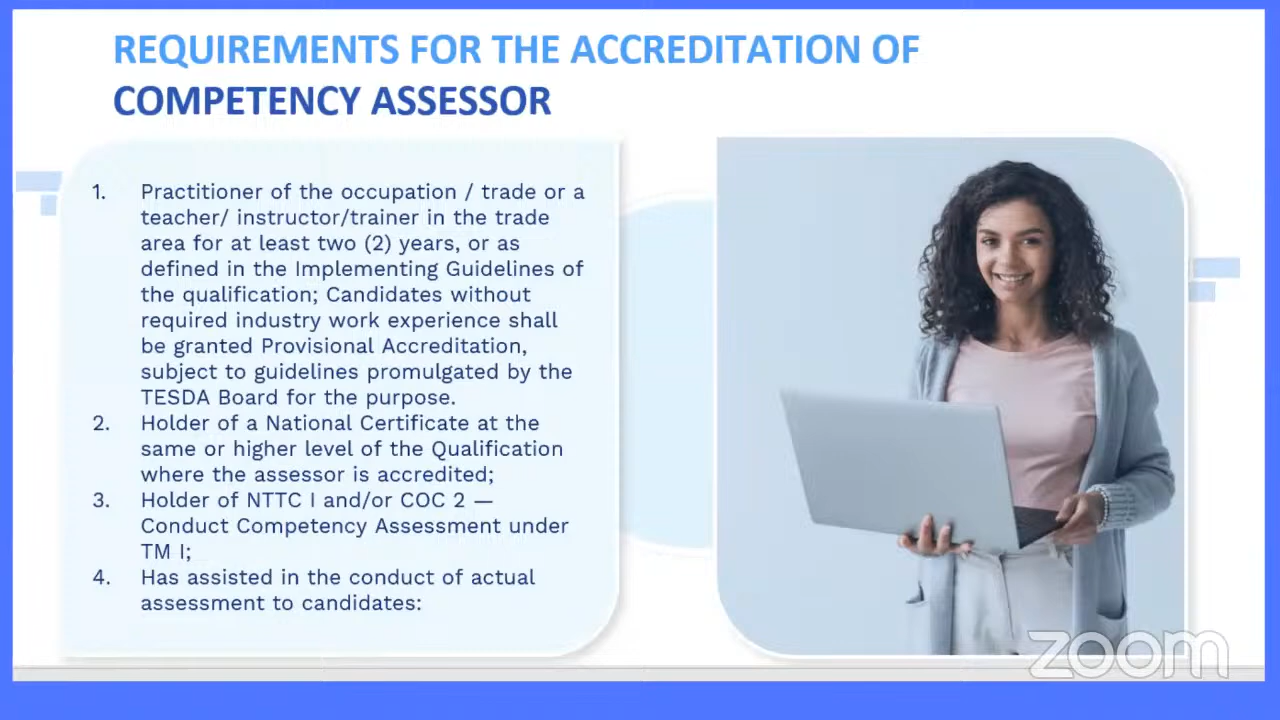 REQUIREMENTS FOR THE ACCREDITATION OF
COMPETENCY ASSESSOR
1. Practitioner of the occupation / trade or a
teacher/ instructor/trainer in the trade
area for at least two (2) years, or as
defined in the Implementing Guidelines of
the qualification; Candidates without
required industry work experience shall
be granted Provisional Accreditation,
subject to guidelines promulgated by the
TESDA Board for the purpose.
2. Holder of a National Certificate at the
same or higher level of the Qualification
where the assessor is accredited;
3. Holder of NTTC I and/or COC 2 —
Conduct Competency Assessment under
TM I;
4. Has assisted in the conduct of actual
assessment to candidates:
zoom